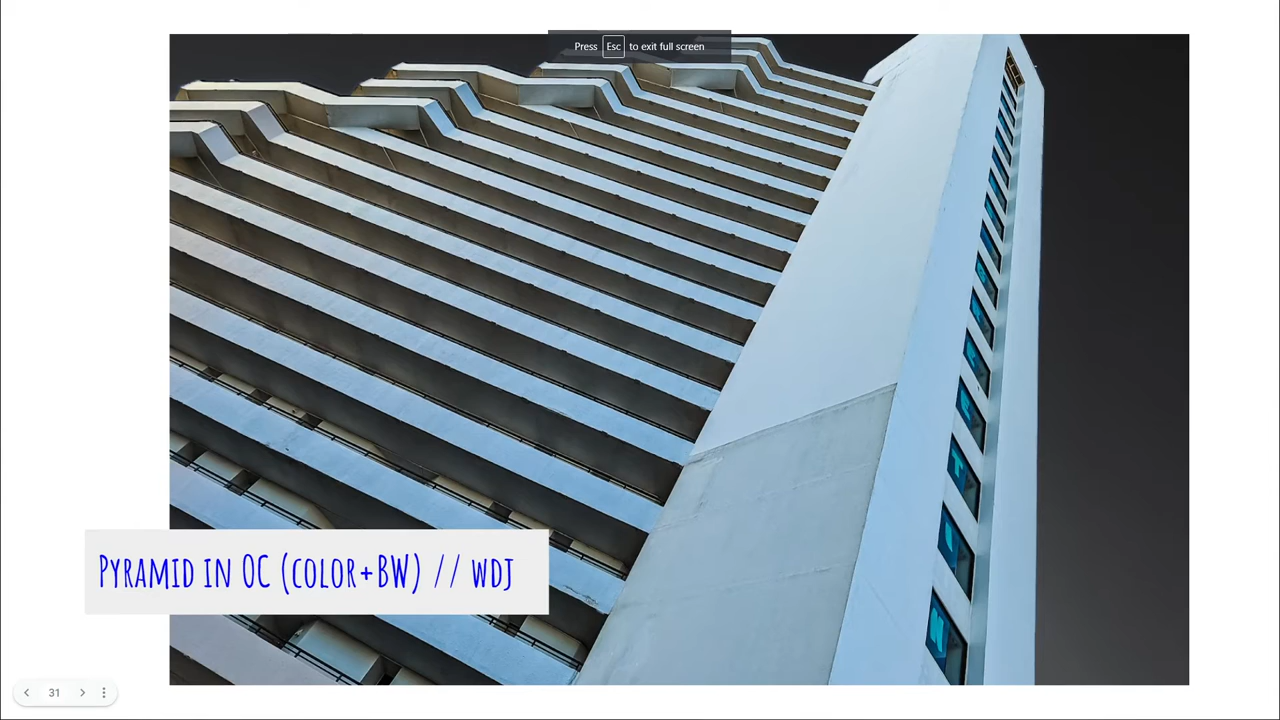 Press Esc to exit full screen
Pyramid in OC (color+BW) // wdj
31